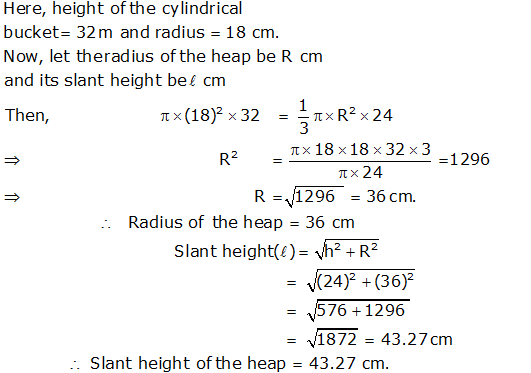 Here, height of the cylindrical
bucket= 32m and radius = 18 cm.
Now, let theradius of the heap be R cm
and its slant height be ℓ cm
Then, π×(18)² ×32 = 1/3 π×R² ×24
⇒ R² = π×18 ×18 ×32 ×3 / π×24 =1296
⇒ R =√1296 = 36 cm.
∴ Radius of the heap = 36 cm
Slant height(ℓ)= √h² +R²
= √(24)² +(36)²
= √576 +1296
= √1872 = 43.27cm
∴ Slant height of the heap = 43.27 cm.